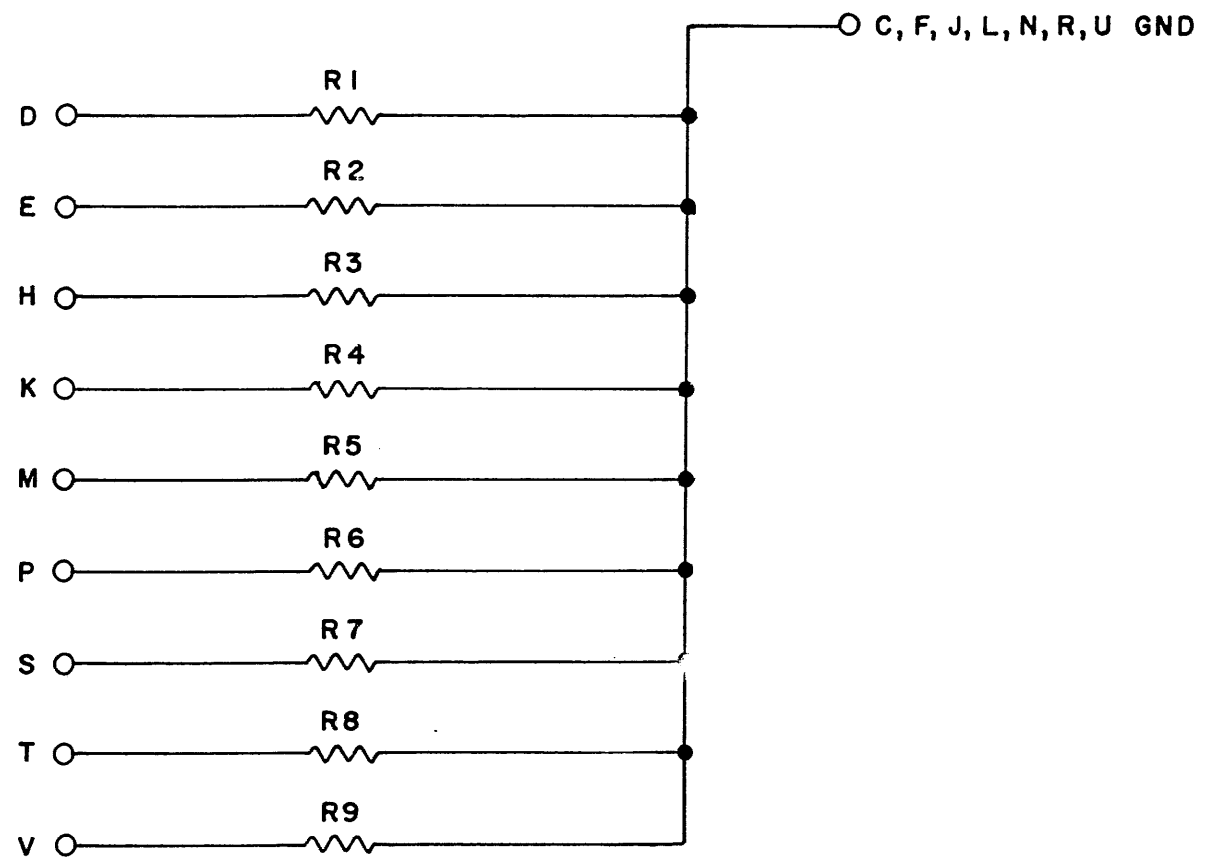 C, F, J, L, N, R, U GND
R1
D
R2
E
R3
H
R4
K
R5
M
R6
P
R7
S
R8
T
R9
V